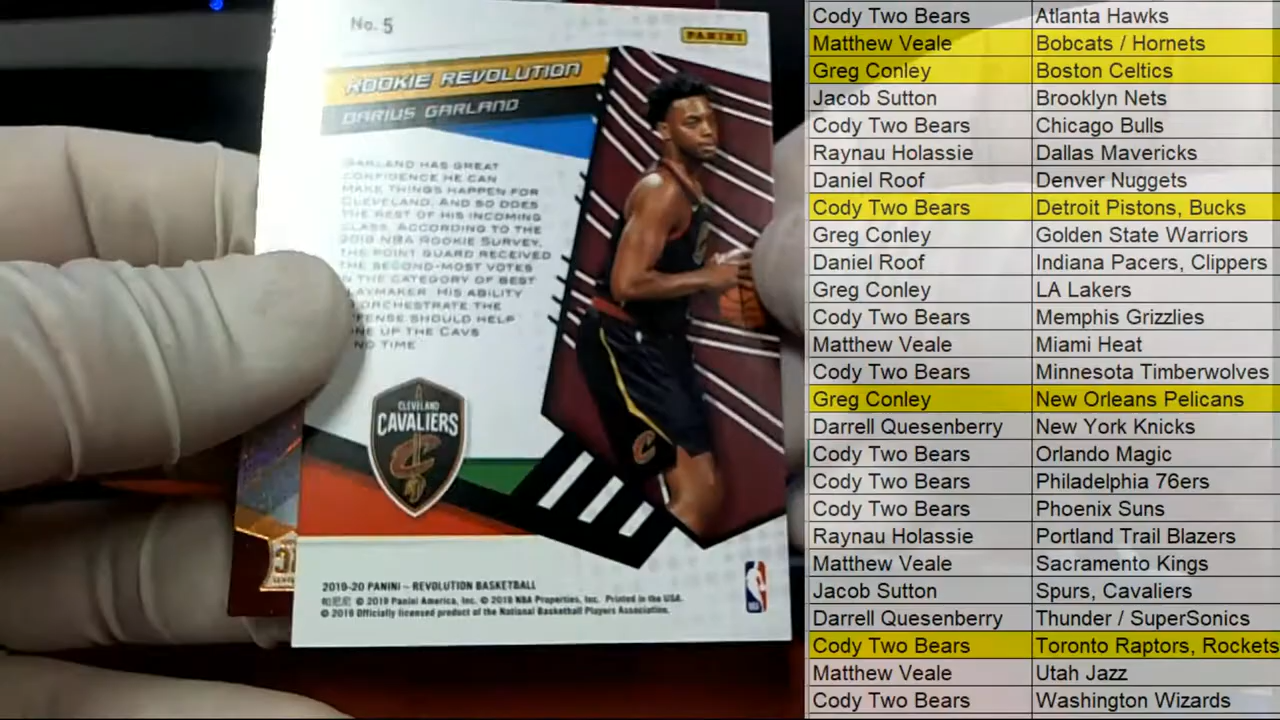 No. 5
PANINI
ROOKIE REVOLUTION
DARIUS GARLAND
GARLAND HAS GREAT
CONFIDENCE HE CAN
MAKE THINGS HAPPEN FOR
CLEVELAND, AND SO DOES
THE REST OF HIS INCOMING
CLASS. ACCORDING TO THE
2019 NBA ROOKIE SURVEY,
THE POINT GUARD RECEIVED
THE SECOND-MOST VOTES
IN THE CATEGORY OF BEST
HIS ABILITY
ORCHESTRATE THE
SHOULD HELP
UP THE CAVS
TIME
CLEVELAND
CAVALIERS
C
C
2019-20 PANINI – REVOLUTION BASKETBALL
© 2019 Panini America, Inc. © 2019 NBA Properties, Inc. Printed in the USA.
© 2019 Officially licensed product of the National Basketball Players Association.
Cody Two Bears Atlanta Hawks
Matthew Veale Bobcats / Hornets
Greg Conley Boston Celtics
Jacob Sutton Brooklyn Nets
Cody Two Bears Chicago Bulls
Raynau Holassie Dallas Mavericks
Daniel Roof Denver Nuggets
Cody Two Bears Detroit Pistons, Bucks
Greg Conley Golden State Warriors
Daniel Roof Indiana Pacers, Clippers
Greg Conley LA Lakers
Cody Two Bears Memphis Grizzlies
Matthew Veale Miami Heat
Cody Two Bears Minnesota Timberwolves
Greg Conley New Orleans Pelicans
Darrell Quesenberry New York Knicks
Cody Two Bears Orlando Magic
Cody Two Bears Philadelphia 76ers
Cody Two Bears Phoenix Suns
Raynau Holassie Portland Trail Blazers
Matthew Veale Sacramento Kings
Jacob Sutton Spurs, Cavaliers
Darrell Quesenberry Thunder / SuperSonics
Cody Two Bears Toronto Raptors, Rockets
Matthew Veale Utah Jazz
Cody Two Bears Washington Wizards